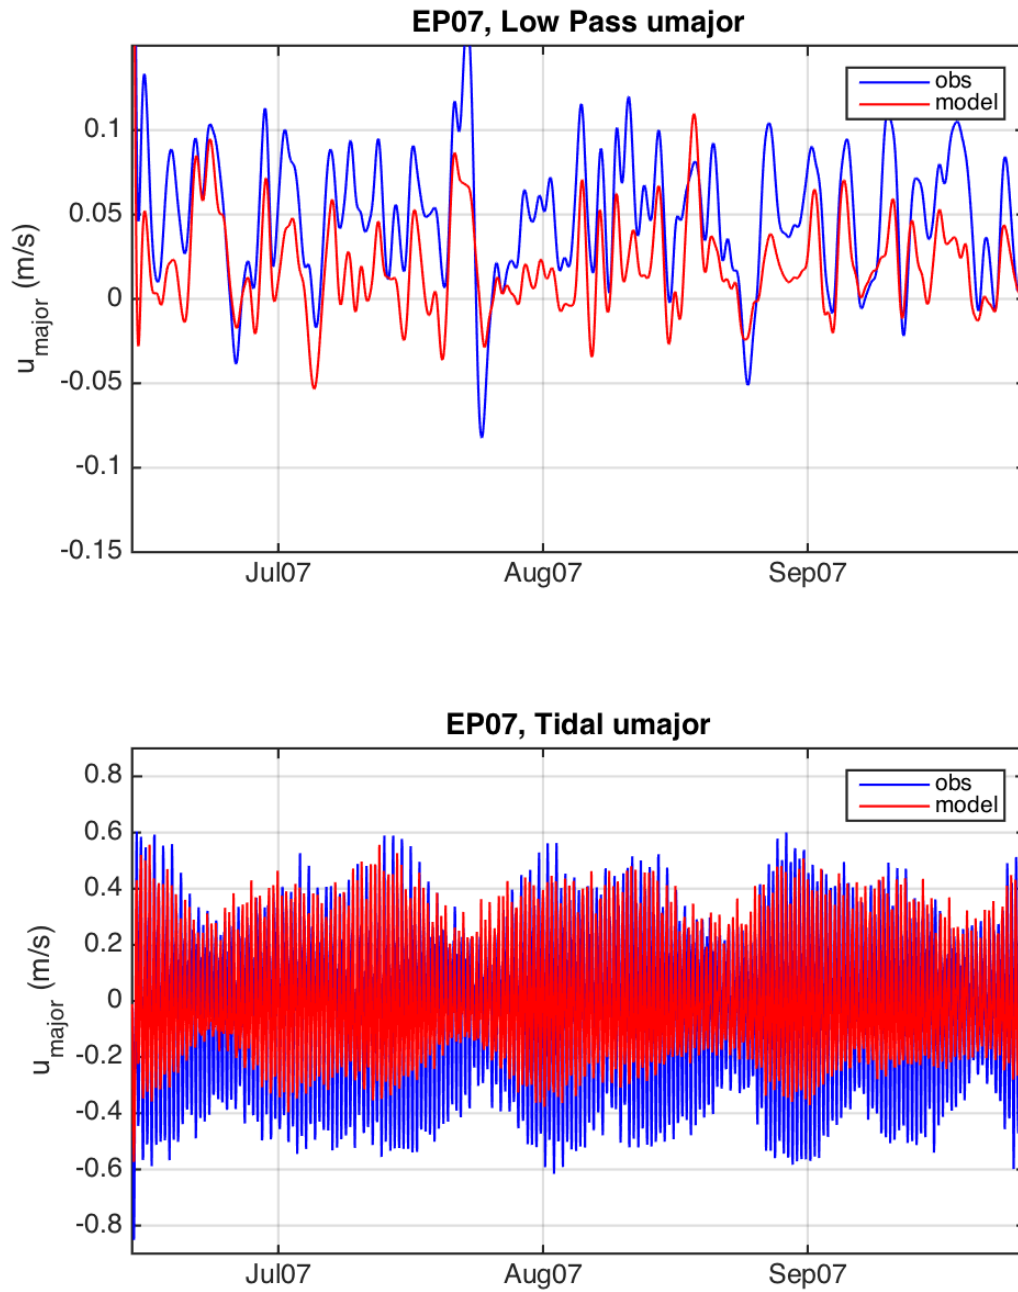 EP07, Low Pass umajor
obs
model
0.1
0.05
0
-0.05
-0.1
-0.15
u_major (m/s)
Jul07 Aug07 Sep07
EP07, Tidal umajor
obs
model
0.8
0.6
0.4
0.2
0
-0.2
-0.4
-0.6
-0.8
u_major (m/s)
Jul07 Aug07 Sep07